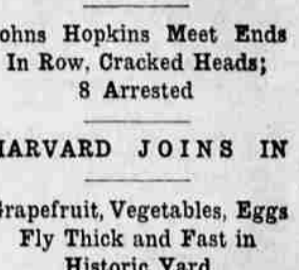 ohns Hopkins Meet Ends
In Row, Cracked Heads;
8 Arrested
HARVARD JOINS IN
Grapefruit, Vegetables, Eggs
Fly Thick and Fast in
Historic Yard